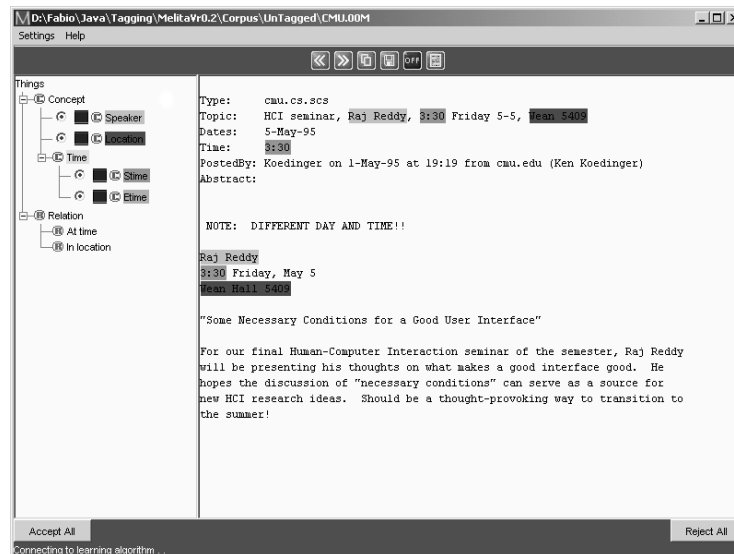 D:\Fabio\Java\Tagging\Melita¥r0.2\Corpus\UnTagged\CMU.00M
Settings Help
OFF
Things
Concept
Speaker
Location
Time
Stime
Etime
Relation
At time
In location
Type: cmu.cs.scs
Topic: HCI seminar, Raj Reddy, 3:30 Friday 5-5, Wean 5409
Dates: 5-May-95
Time: 3:30
PostedBy: Koedinger on 1-May-95 at 19:19 from cmu.edu (Ken Koedinger)
Abstract:
NOTE: DIFFERENT DAY AND TIME!!
Raj Reddy
3:30 Friday, May 5
Wean Hall 5409
"Some Necessary Conditions for a Good User Interface"
For our final Human-Computer Interaction seminar of the semester, Raj Reddy
will be presenting his thoughts on what makes a good interface good. He
hopes the discussion of "necessary conditions" can serve as a source for
new HCI research ideas. Should be a thought-provoking way to transition to
the summer!
Accept All
Reject All
Connecting to learning algorithm . .